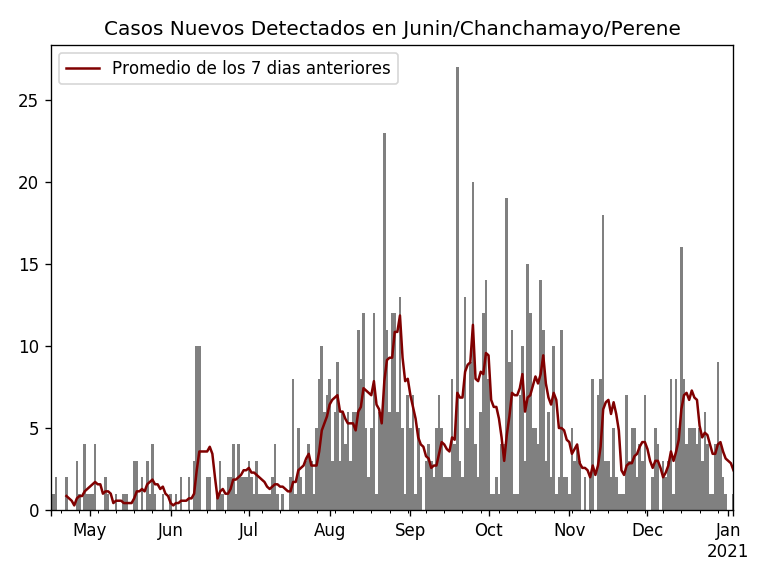 Casos Nuevos Detectados en Junin/Chanchamayo/Perene
Promedio de los 7 dias anteriores
25
20
15
10
5
0
May Jun Jul Aug Sep Oct Nov Dec Jan
2021